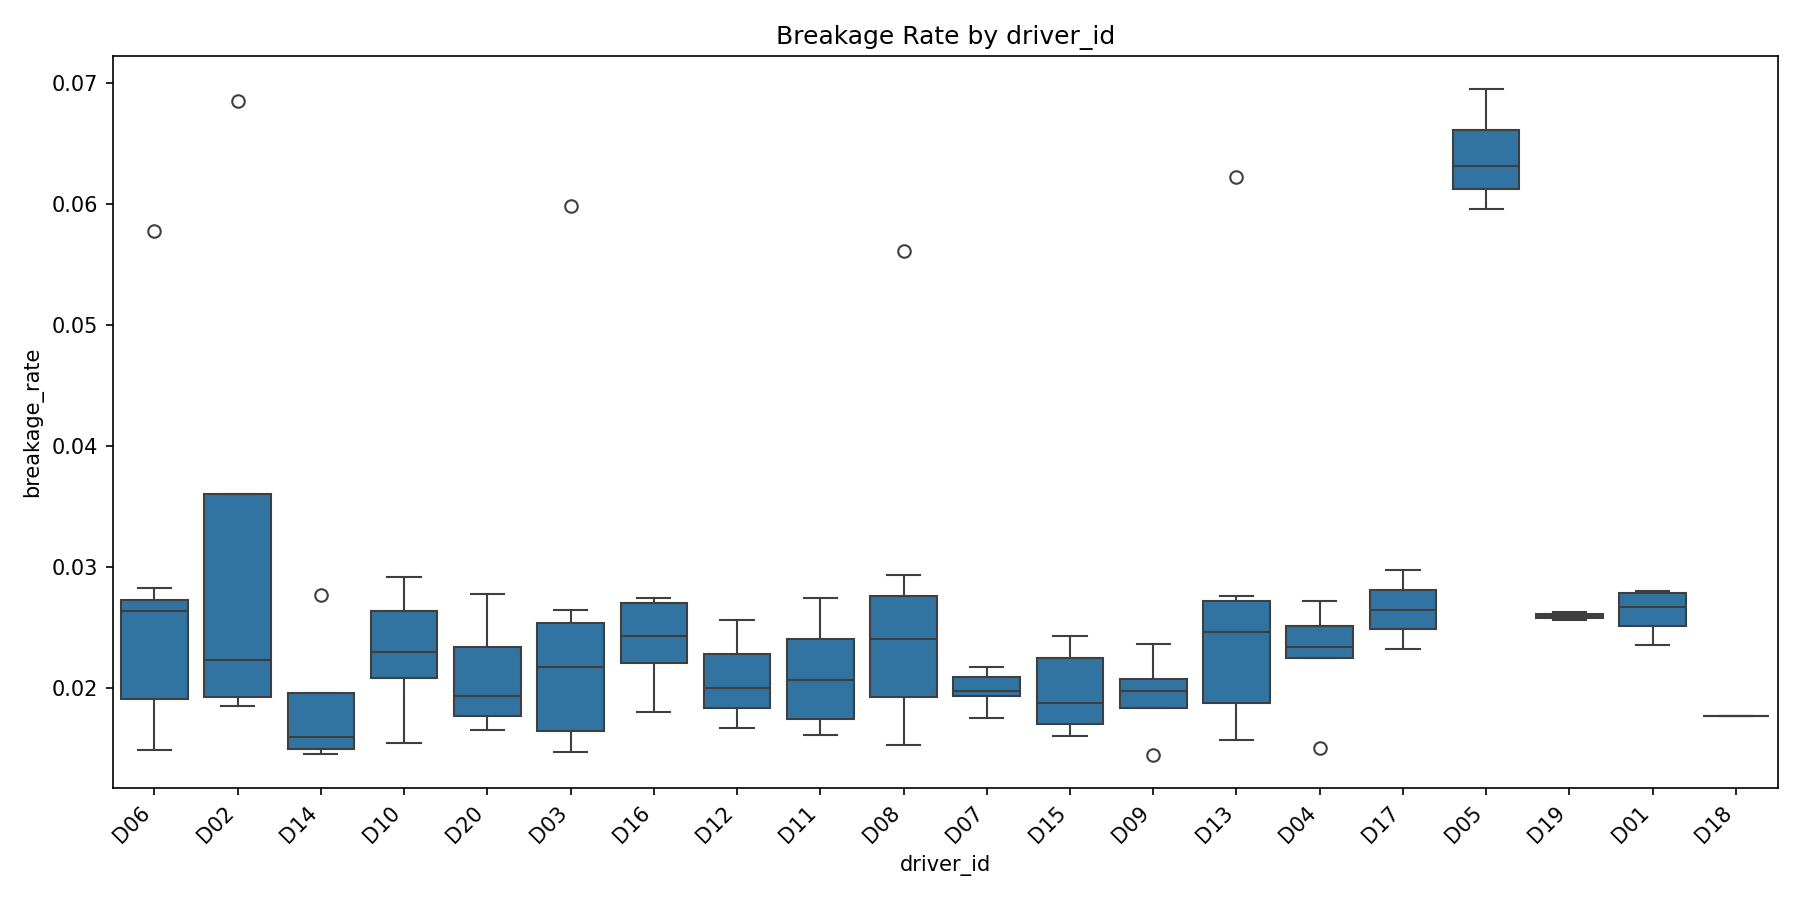 Breakage Rate by driver_id
breakage_rate
0.07
0.06
0.05
0.04
0.03
0.02
D06 D02 D14 D10 D20 D03 D16 D12 D11 D08 D07 D15 D09 D13 D04 D17 D05 D19 D01 D18
driver_id